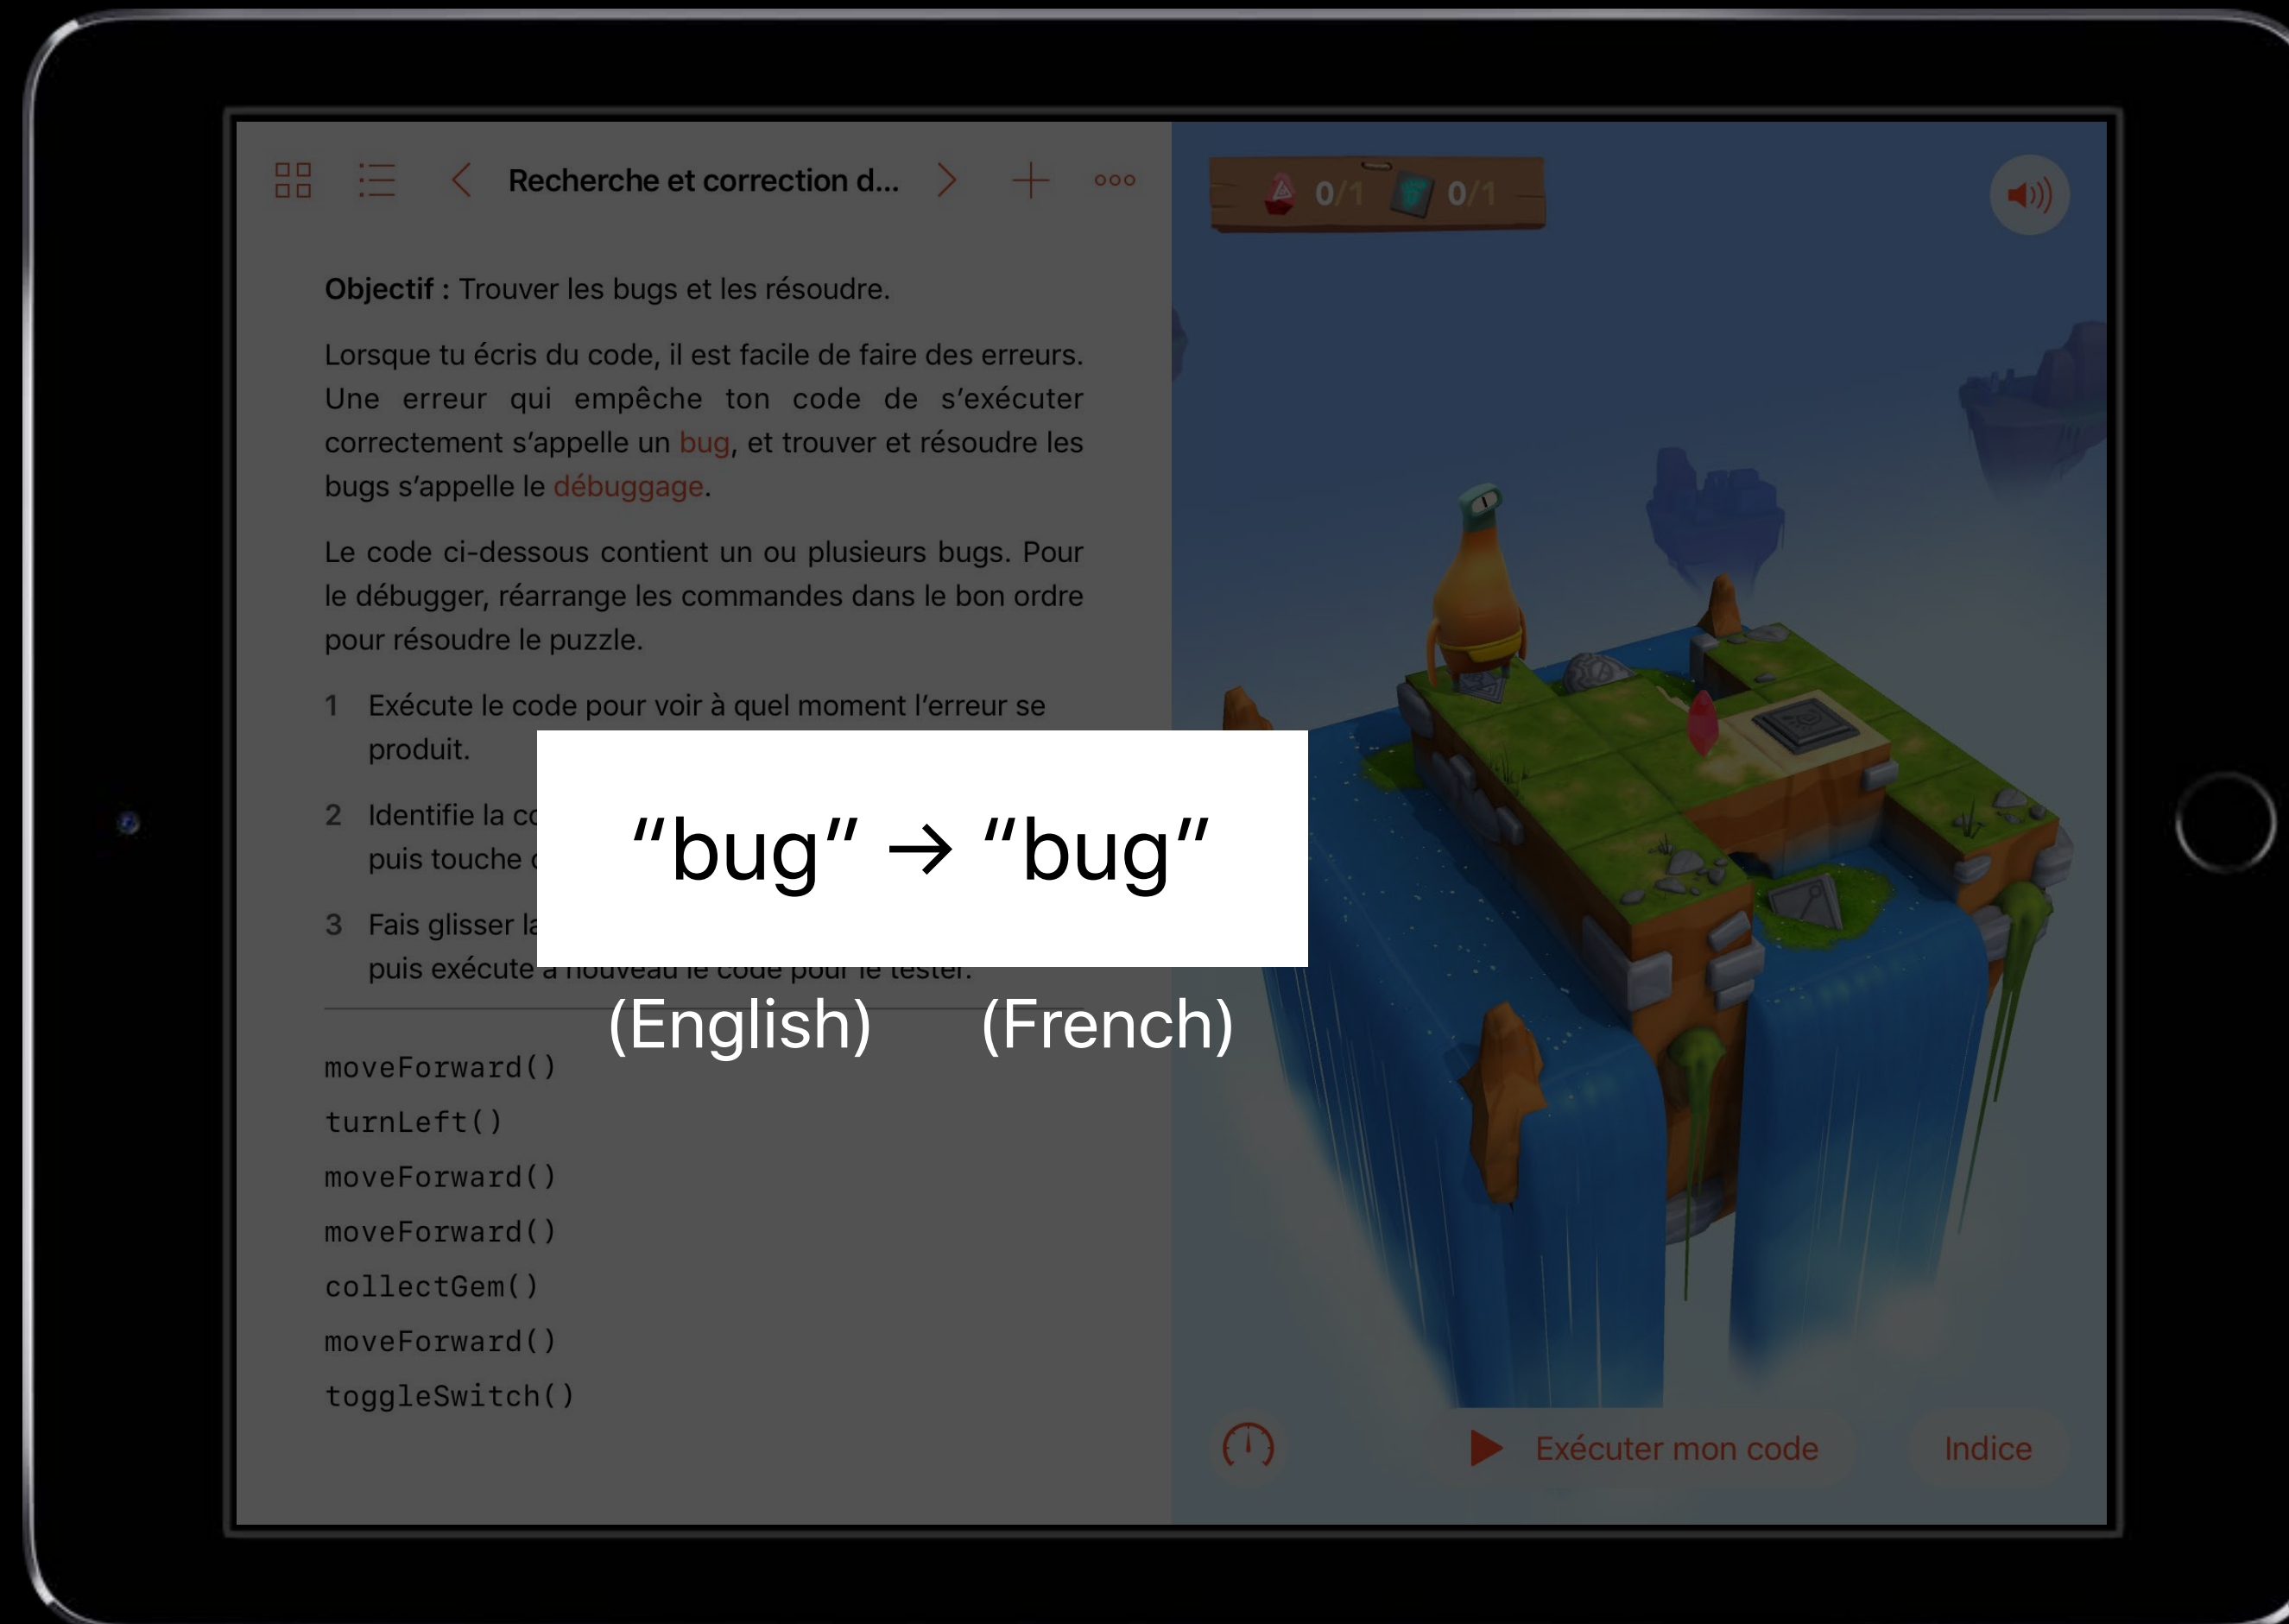 Recherche et correction d...
0/1 0/1
Objectif : Trouver les bugs et les résoudre.
Lorsque tu écris du code, il est facile de faire des erreurs.
Une erreur qui empêche ton code de s’exécuter
correctement s’appelle un bug, et trouver et résoudre les
bugs s’appelle le débuggage.
Le code ci-dessous contient un ou plusieurs bugs. Pour
le débugger, réarrange les commandes dans le bon ordre
pour résoudre le puzzle.
1 Exécute le code pour voir à quel moment l’erreur se
produit.
2 Identifie la
puis touche
3 Fais glisser
puis exécute à nouveau le code pour le tester.
“bug” → “bug”
(English) (French)
moveForward()
turnLeft()
moveForward()
moveForward()
collectGem()
moveForward()
toggleSwitch()
Exécuter mon code
Indice